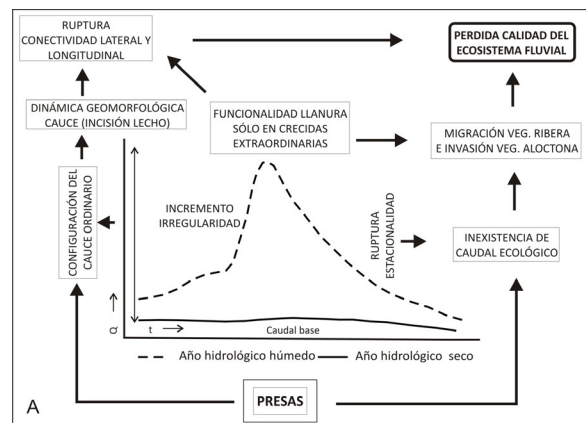 RUPTURA
CONECTIVIDAD LATERAL Y
LONGITUDINAL
PERDIDA CALIDAD DEL
ECOSISTEMA FLUVIAL
DINÁMICA GEOMORFOLÓGICA
CAUCE (INCISIÓN LECHO)
FUNCIONALIDAD LLANURA
SÓLO EN CRECIDAS
EXTRAORDINARIAS
MIGRACIÓN VEG. RIBERA
E INVASIÓN VEG. ALOCTONA
CONFIGURACIÓN DEL
CAUCE ORDINARIO
INCREMENTO
IRREGULARIDAD
RUPTURA
ESTACIONALIDAD
INEXISTENCIA DE
CAUDAL ECOLÓGICO
Q
t
Caudal base
Año hidrológico húmedo
Año hidrológico seco
PRESAS
A